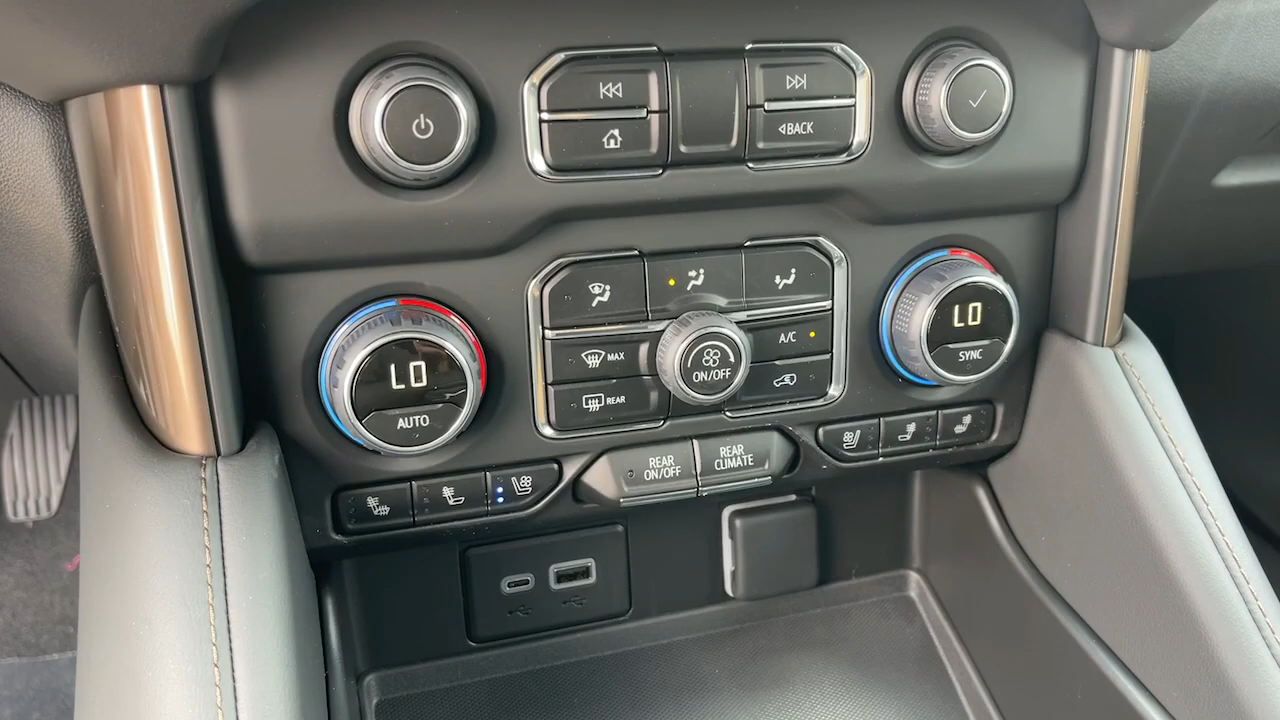 BACK
LO
AUTO
MAX
REAR
ON/OFF
A/C
LO
SYNC
REAR
ON/OFF
REAR
CLIMATE